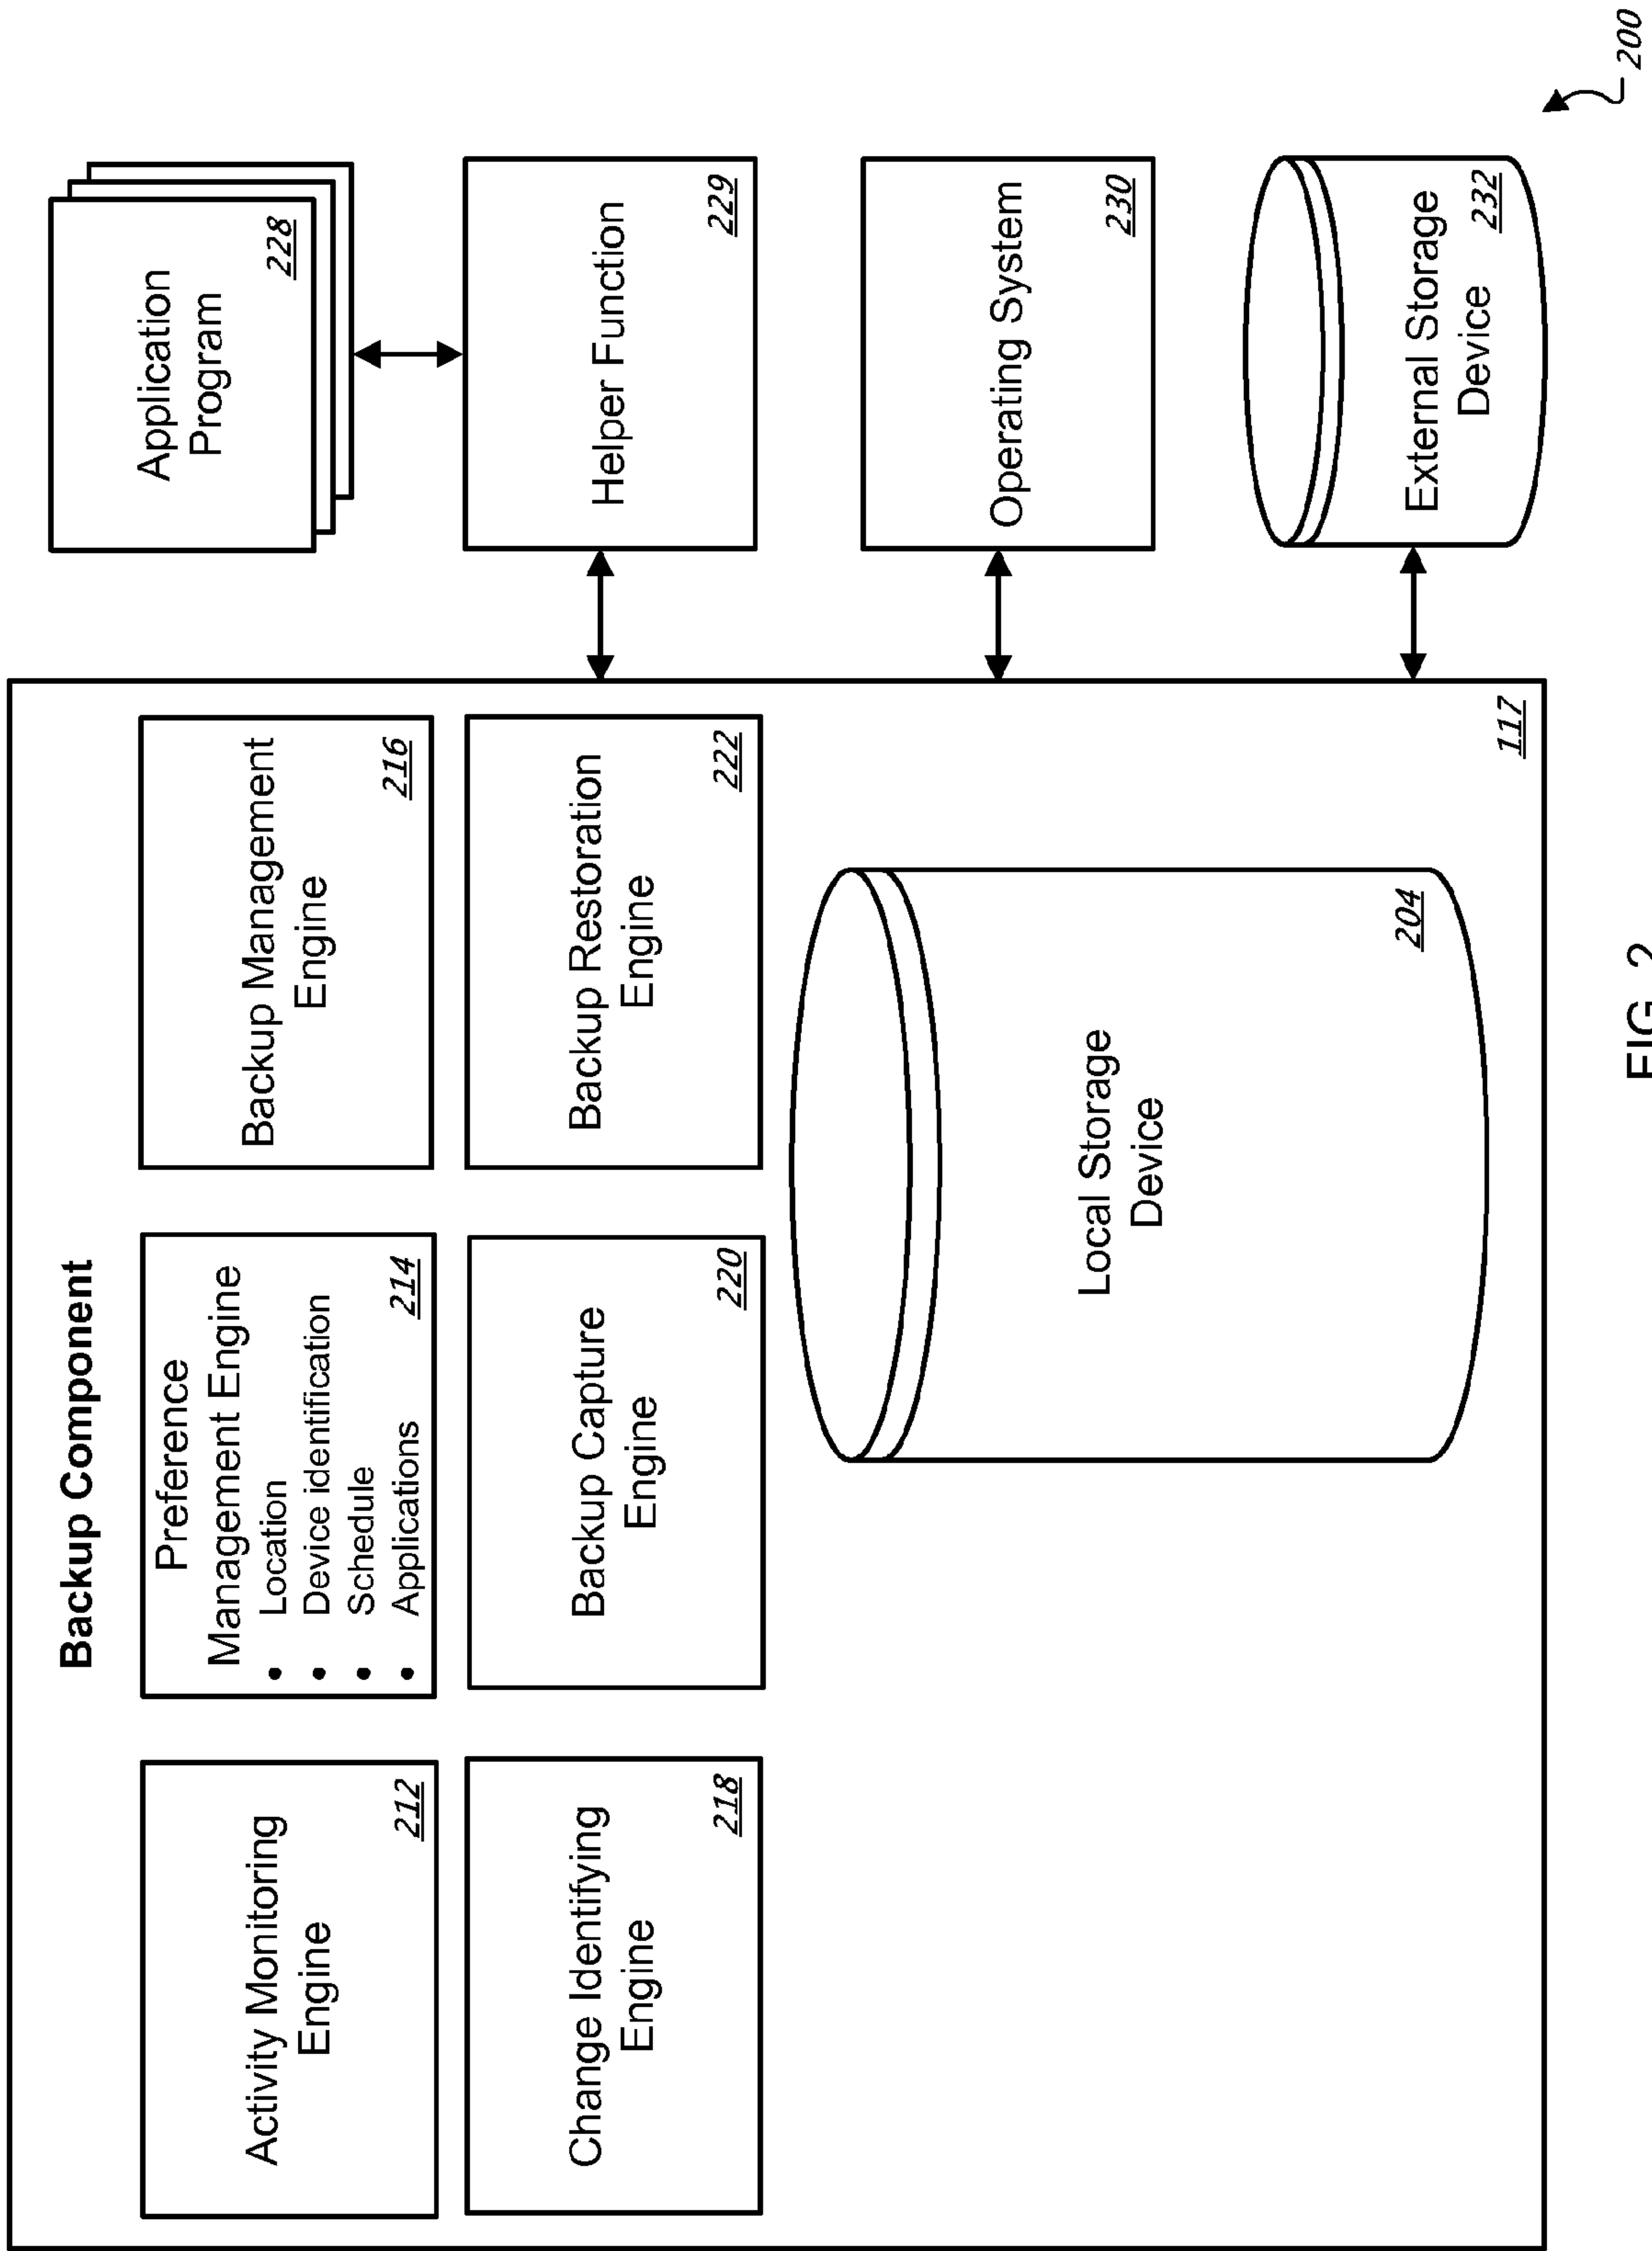 Backup Component
Activity Monitoring
Engine
212
Preference
Management Engine
• Location
• Device identification
• Schedule
• Applications
214
Backup Management
Engine
216
Change Identifying
Engine
218
Backup Capture
Engine
220
Backup Restoration
Engine
222
Local Storage
Device
204
117
Application
Program
228
Helper Function
229
Operating System
230
External Storage
Device
232
200
FIG. 2